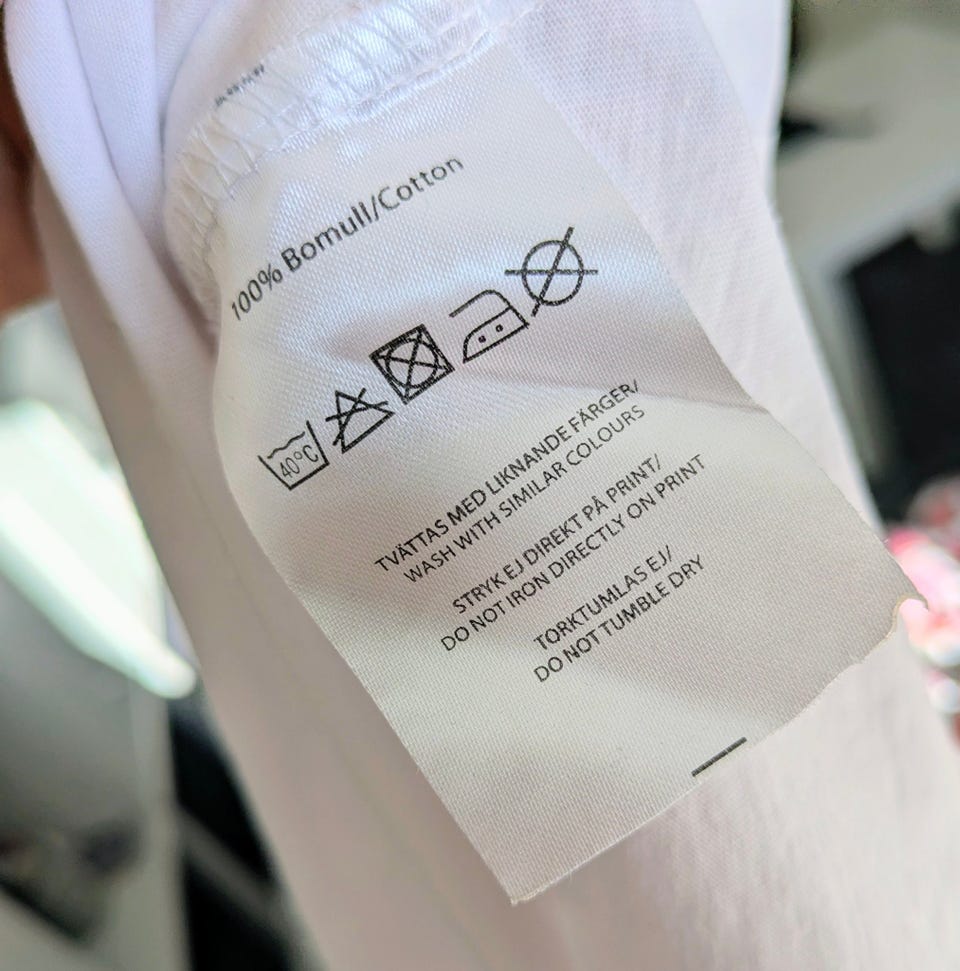 100% Bomull/Cotton
40°C
TVÄTTAS MED LIKNANDE FÄRGER/
WASH WITH SIMILAR COLOURS
STRYK EJ DIREKT PÅ PRINT/
DO NOT IRON DIRECTLY ON PRINT
TORKTUMLAS EJ/
DO NOT TUMBLE DRY